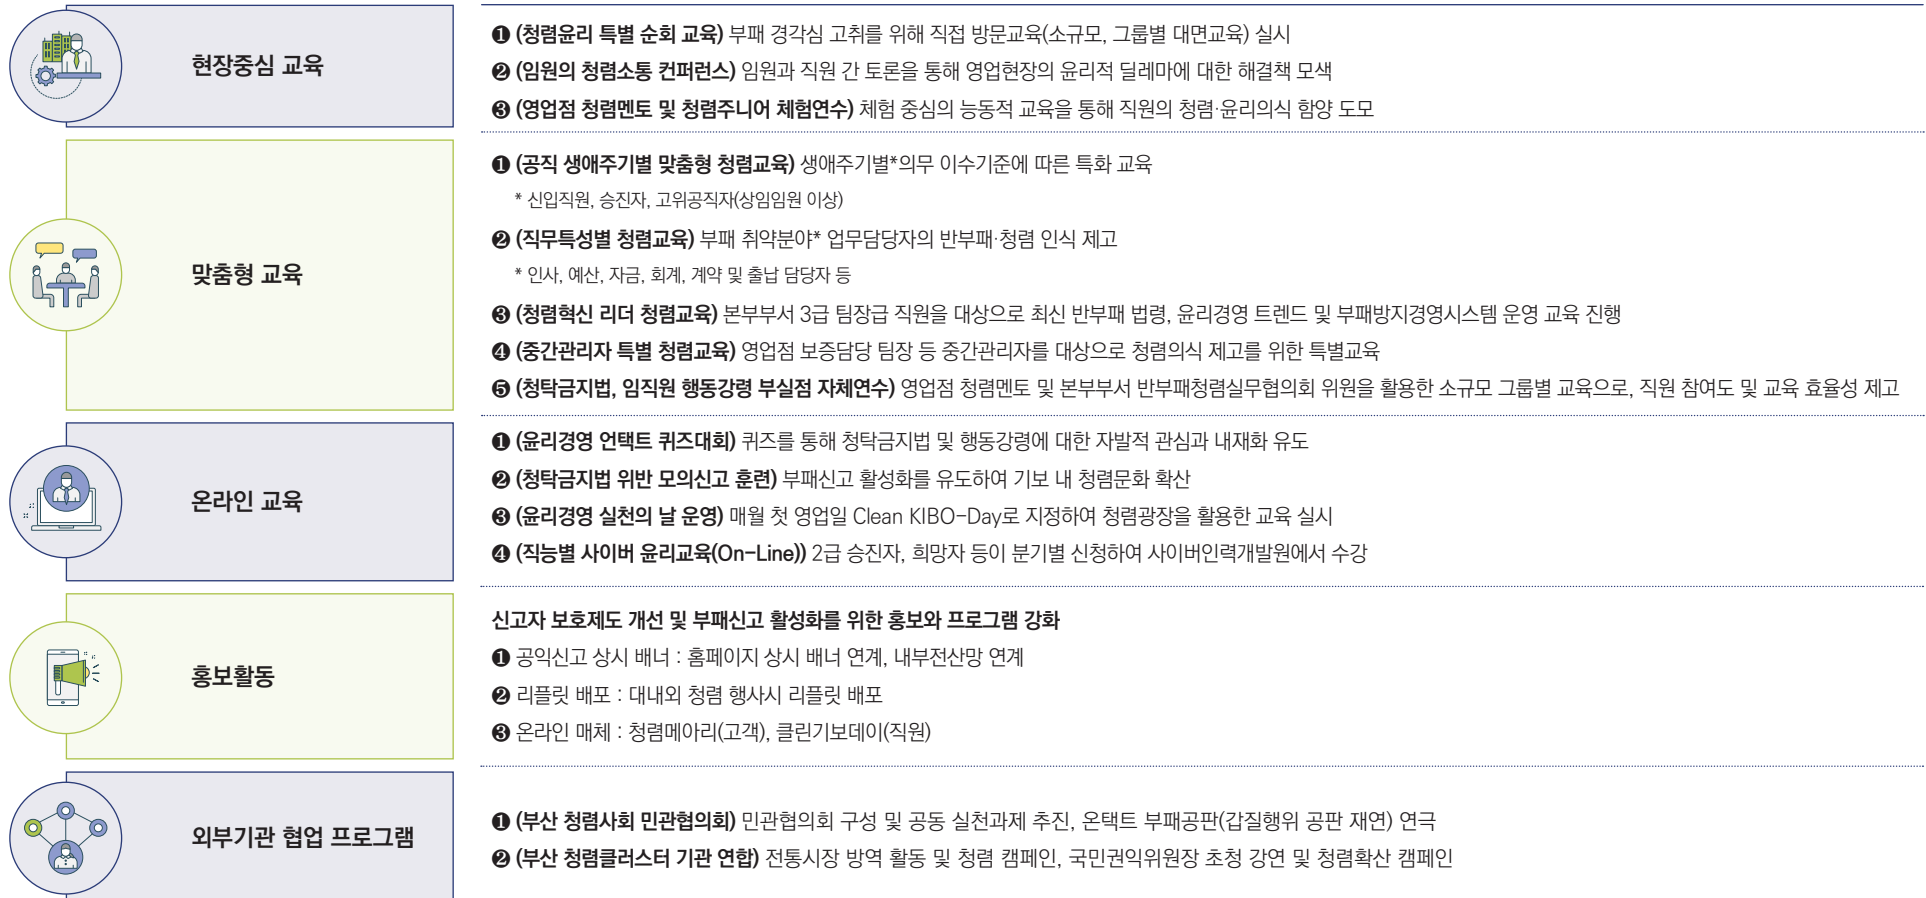 현장중심 교육
❶ (청렴윤리 특별 순회 교육) 부패 경각심 고취를 위해 직접 방문교육(소규모, 그룹별 대면교육) 실시
❷ (임원의 청렴소통 컨퍼런스) 임원과 직원 간 토론을 통해 영업현장의 윤리적 딜레마에 대한 해결책 모색
❸ (영업점 청렴멘토 및 청렴주니어 체험연수) 체험 중심의 능동적 교육을 통해 직원의 청렴·윤리의식 함양 도모
맞춤형 교육
❶ (공직 생애주기별 맞춤형 청렴교육) 생애주기별*의무 이수기준에 따른 특화 교육
* 신입직원, 승진자, 고위공직자(상임임원 이상)
❷ (직무특성별 청렴교육) 부패 취약분야* 업무담당자의 반부패·청렴 인식 제고
* 인사, 예산, 자금, 회계, 계약 및 출납 담당자 등
❸ (청렴혁신 리더 청렴교육) 본부부서 3급 팀장급 직원을 대상으로 최신 반부패 법령, 윤리경영 트렌드 및 부패방지경영시스템 운영 교육 진행
❹ (중간관리자 특별 청렴교육) 영업점 보증담당 팀장 등 중간관리자를 대상으로 청렴의식 제고를 위한 특별교육
❺ (청탁금지법, 임직원 행동강령 부실점 자체연수) 영업점 청렴멘토 및 본부부서 반부패청렴실무협의회 위원을 활용한 소규모 그룹별 교육으로, 직원 참여도 및 교육 효율성 제고
온라인 교육
❶ (윤리경영 언택트 퀴즈대회) 퀴즈를 통해 청탁금지법 및 행동강령에 대한 자발적 관심과 내재화 유도
❷ (청탁금지법 위반 모의신고 훈련) 부패신고 활성화를 유도하여 기보 내 청렴문화 확산
❸ (윤리경영 실천의 날 운영) 매월 첫 영업일 Clean KIBO-Day로 지정하여 청렴광장을 활용한 교육 실시
❹ (직능별 사이버 윤리교육(On-Line)) 2급 승진자, 희망자 등이 분기별 신청하여 사이버인력개발원에서 수강
홍보활동
신고자 보호제도 개선 및 부패신고 활성화를 위한 홍보와 프로그램 강화
❶ 공익신고 상시 배너 : 홈페이지 상시 배너 연계, 내부전산망 연계
❷ 리플릿 배포 : 대내외 청렴 행사시 리플릿 배포
❸ 온라인 매체 : 청렴메아리(고객), 클린기보데이(직원)
외부기관 협업 프로그램
❶ (부산 청렴사회 민관협의회) 민관협의회 구성 및 공동 실천과제 추진, 온택트 부패공판(갑질행위 공판 재연) 연극
❷ (부산 청렴클러스터 기관 연합) 전통시장 방역 활동 및 청렴 캠페인, 국민권익위원장 초청 강연 및 청렴확산 캠페인